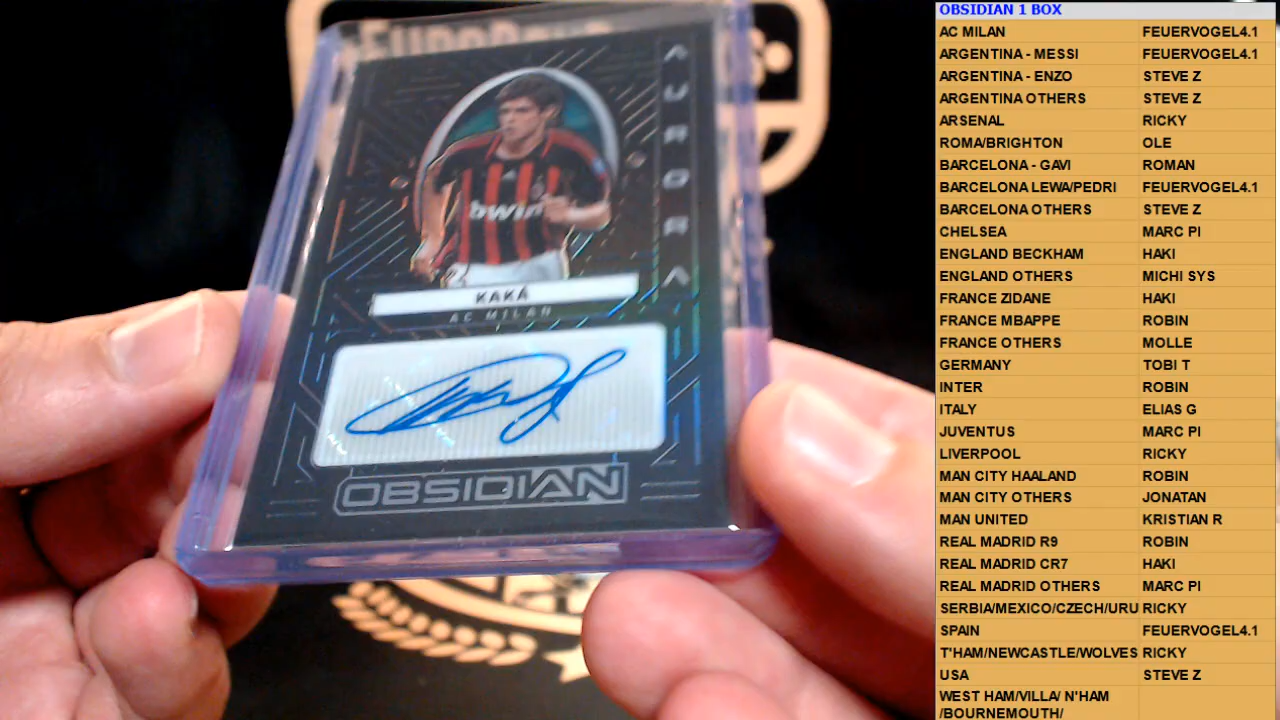 AURORA
bwin
KAKÁ
AC MILAN
OBSIDIAN
OBSIDIAN 1 BOX
AC MILAN FEUERVOGEL4.1
ARGENTINA - MESSI FEUERVOGEL4.1
ARGENTINA - ENZO STEVE Z
ARGENTINA OTHERS STEVE Z
ARSENAL RICKY
ROMA/BRIGHTON OLE
BARCELONA - GAVI ROMAN
BARCELONA LEWA/PEDRI FEUERVOGEL4.1
BARCELONA OTHERS STEVE Z
CHELSEA MARC PI
ENGLAND BECKHAM HAKI
ENGLAND OTHERS MICHI SYS
FRANCE ZIDANE HAKI
FRANCE MBAPPE ROBIN
FRANCE OTHERS MOLLE
GERMANY TOBI T
INTER ROBIN
ITALY ELIAS G
JUVENTUS MARC PI
LIVERPOOL RICKY
MAN CITY HAALAND ROBIN
MAN CITY OTHERS JONATAN
MAN UNITED KRISTIAN R
REAL MADRID R9 ROBIN
REAL MADRID CR7 HAKI
REAL MADRID OTHERS MARC PI
SERBIA/MEXICO/CZECH/URU RICKY
SPAIN FEUERVOGEL4.1
T'HAM/NEWCASTLE/WOLVES RICKY
USA STEVE Z
WEST HAM/VILLA/ N'HAM
/BOURNEMOUTH/